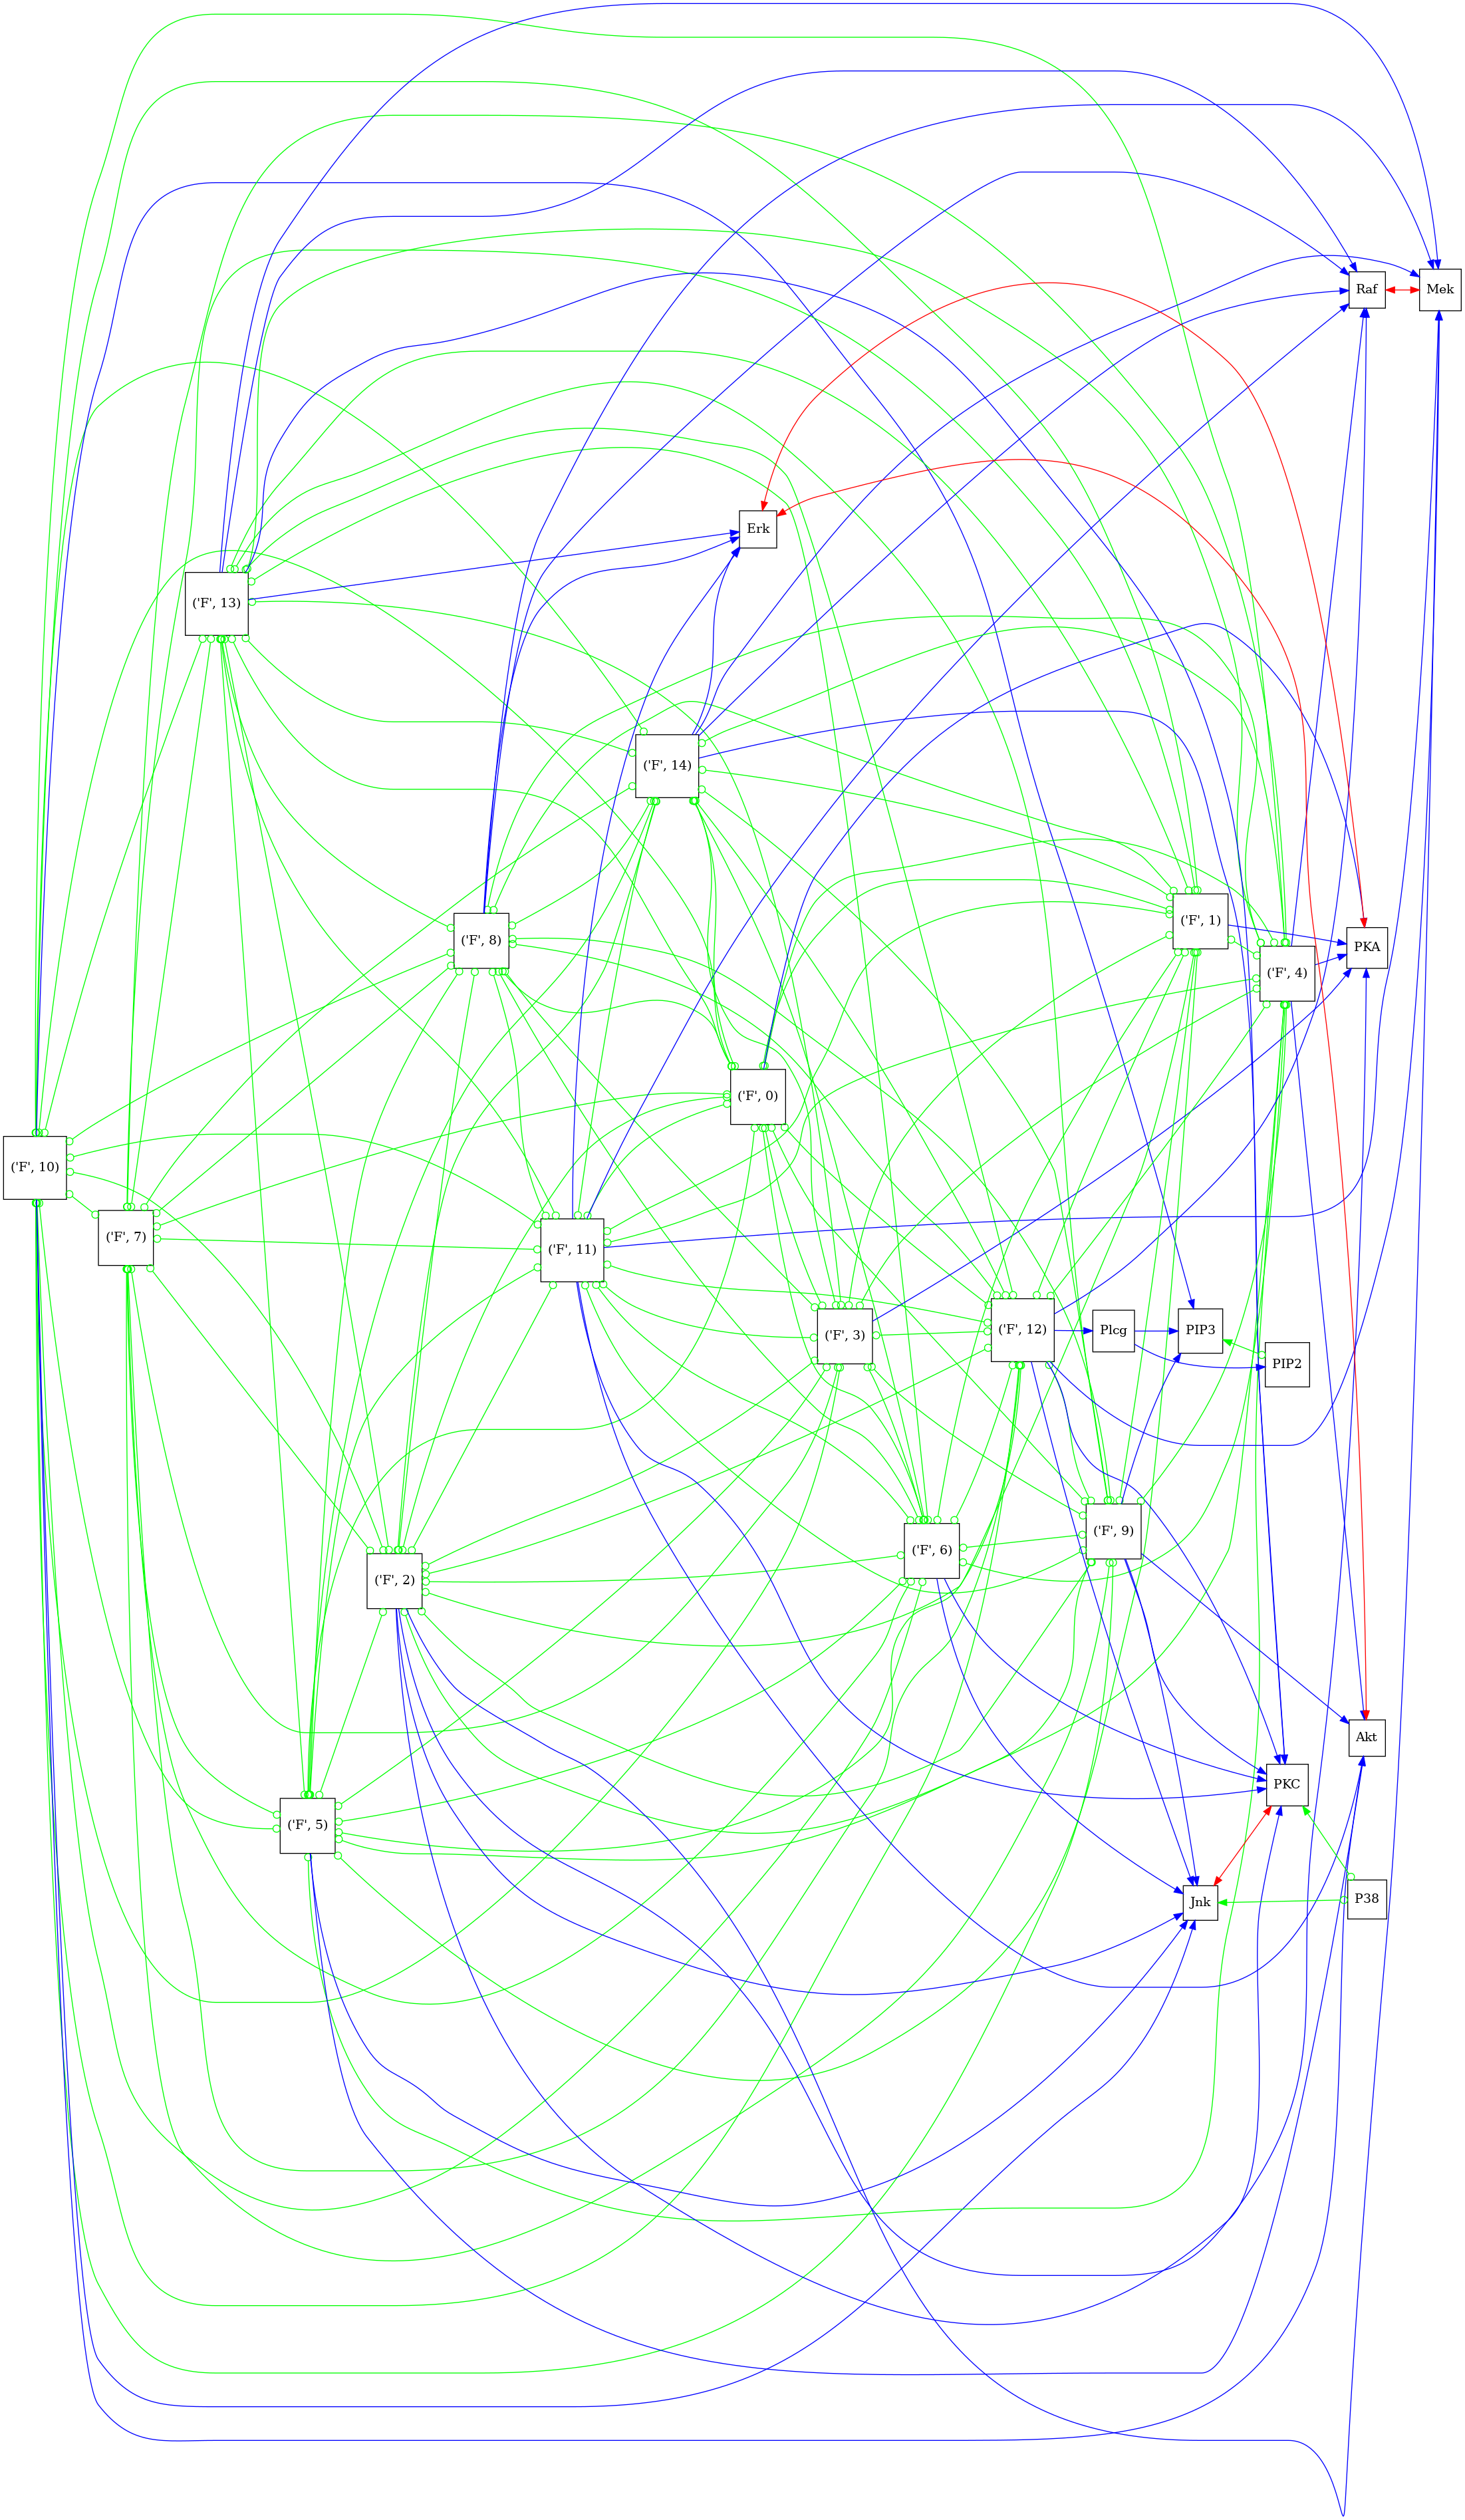 Raf
Mek
Erk
('F', 13)
('F', 14)
('F', 8)
('F', 1)
PKA
('F', 4)
('F', 0)
('F', 10)
('F', 7)
('F', 11)
('F', 3)
('F', 12)
Plcg
PIP3
PIP2
('F', 9)
('F', 6)
('F', 2)
Akt
PKC
('F', 5)
Jnk
P38